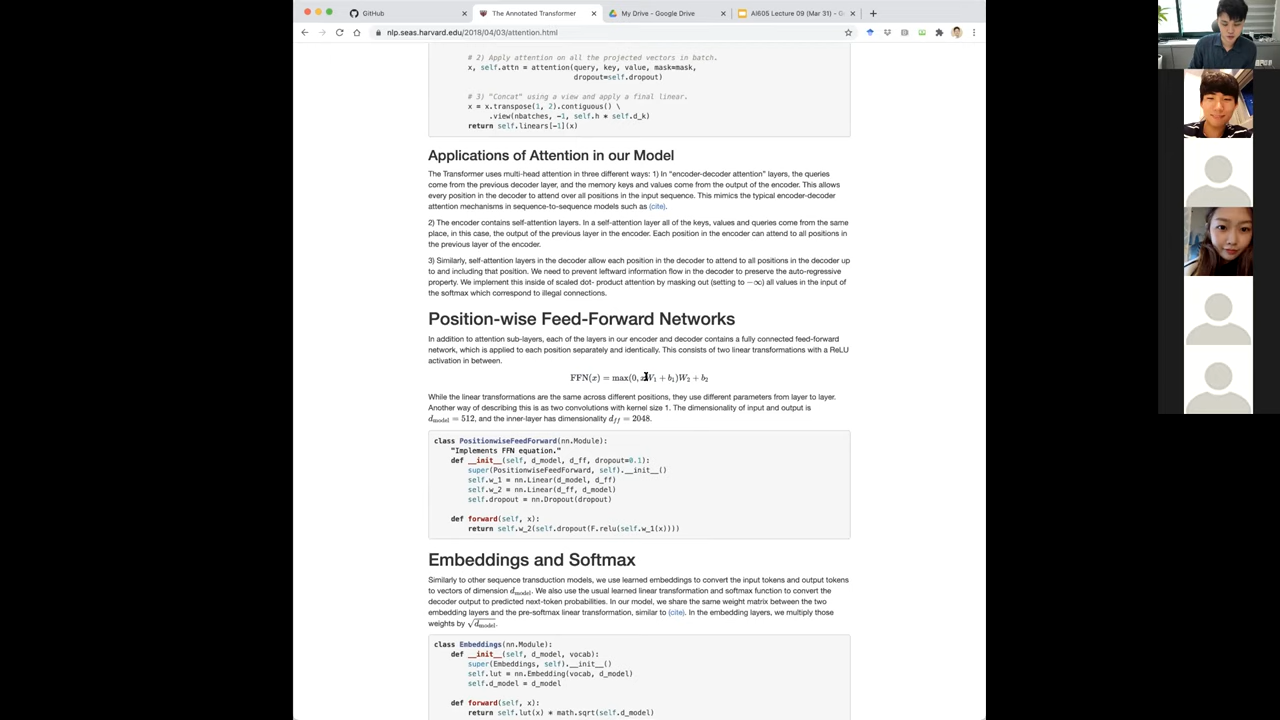 GitHub
The Annotated Transformer
My Drive - Google Drive
AI605 Lecture 09 (Mar 31) - G
nlp.seas.harvard.edu/2018/04/03/attention.html
# 2) Apply attention on all the projected vectors in batch.
x, self.attn = attention(query, key, value, mask=mask,
dropout=self.dropout)
# 3) "Concat" using a view and apply a final linear.
x = x.transpose(1, 2).contiguous() \
.view(nbatches, -1, self.h * self.d_k)
return self.linears[-1](x)
Applications of Attention in our Model
The Transformer uses multi-head attention in three different ways: 1) In “encoder-decoder attention” layers, the queries
come from the previous decoder layer, and the memory keys and values come from the output of the encoder. This allows
every position in the decoder to attend over all positions in the input sequence. This mimics the typical encoder-decoder
attention mechanisms in sequence-to-sequence models such as (cite).
2) The encoder contains self-attention layers. In a self-attention layer all of the keys, values and queries come from the same
place, in this case, the output of the previous layer in the encoder. Each position in the encoder can attend to all positions in
the previous layer of the encoder.
3) Similarly, self-attention layers in the decoder allow each position in the decoder to attend to all positions in the decoder up
to and including that position. We need to prevent leftward information flow in the decoder to preserve the auto-regressive
property. We implement this inside of scaled dot- product attention by masking out (setting to −∞) all values in the input of
the softmax which correspond to illegal connections.
Position-wise Feed-Forward Networks
In addition to attention sub-layers, each of the layers in our encoder and decoder contains a fully connected feed-forward
network, which is applied to each position separately and identically. This consists of two linear transformations with a ReLU
activation in between.
FFN(x) = max(0, xW₁ + b₁)W₂ + b₂
While the linear transformations are the same across different positions, they use different parameters from layer to layer.
Another way of describing this is as two convolutions with kernel size 1. The dimensionality of input and output is
d_model = 512, and the inner-layer has dimensionality d_ff = 2048.
class PositionwiseFeedForward(nn.Module):
"Implements FFN equation."
def __init__(self, d_model, d_ff, dropout=0.1):
super(PositionwiseFeedForward, self).__init__()
self.w_1 = nn.Linear(d_model, d_ff)
self.w_2 = nn.Linear(d_ff, d_model)
self.dropout = nn.Dropout(dropout)
def forward(self, x):
return self.w_2(self.dropout(F.relu(self.w_1(x))))
Embeddings and Softmax
Similarly to other sequence transduction models, we use learned embeddings to convert the input tokens and output tokens
to vectors of dimension d_model. We also use the usual learned linear transformation and softmax function to convert the
decoder output to predicted next-token probabilities. In our model, we share the same weight matrix between the two
embedding layers and the pre-softmax linear transformation, similar to (cite). In the embedding layers, we multiply those
weights by √d_model.
class Embeddings(nn.Module):
def __init__(self, d_model, vocab):
super(Embeddings, self).__init__()
self.lut = nn.Embedding(vocab, d_model)
self.d_model = d_model
def forward(self, x):
return self.lut(x) * math.sqrt(self.d_model)